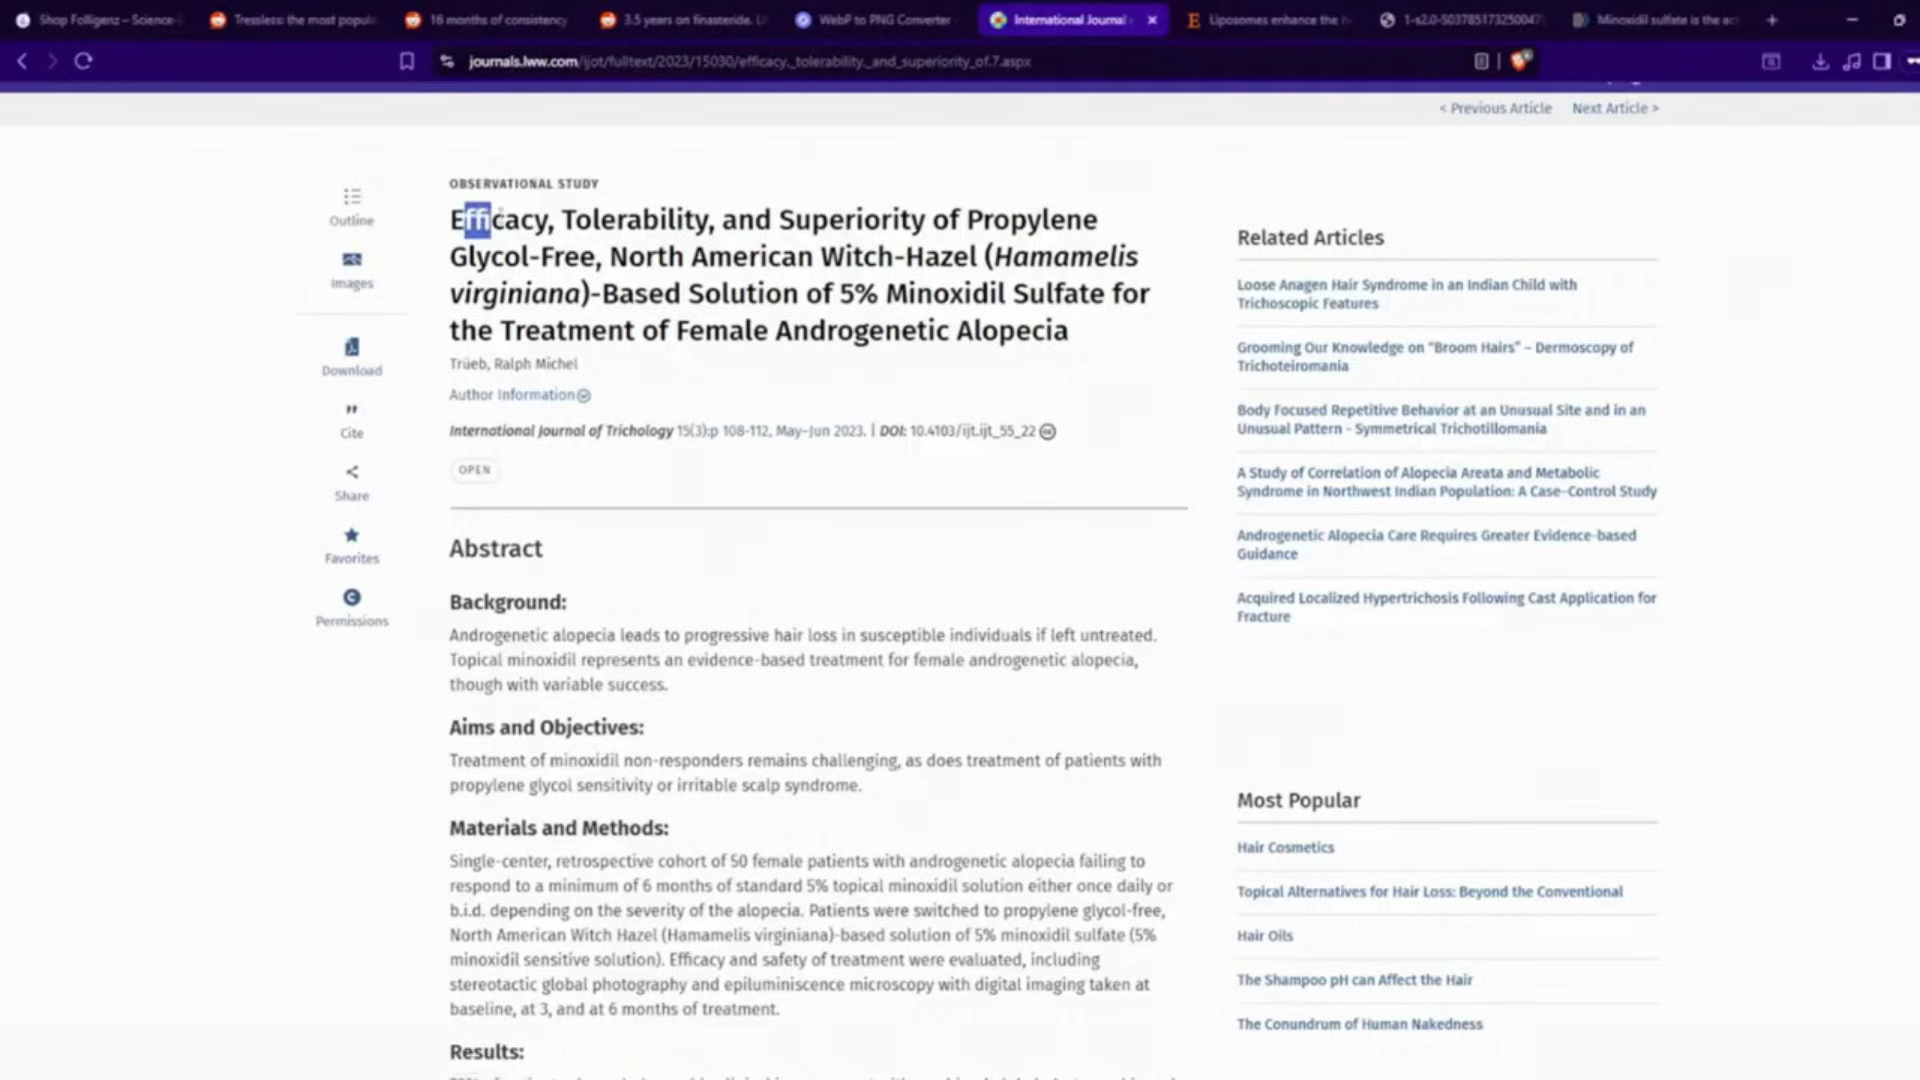 Shop Folligenz – Science-
Tressless: the most popul
16 months of consistency
3.5 years on finasteride.
WebP to PNG Converter
International Journal
Liposomes enhance the
1-s2.0-S03785173250047
Minoxidil sulfate is the ac
journals.lww.com/ijot/fulltext/2023/15030/efficacy,_tolerability,_and_superiority_of.7.aspx
< Previous Article
Next Article >
Outline
Images
Download
Cite
Share
Favorites
Permissions
OBSERVATIONAL STUDY
Efficacy, Tolerability, and Superiority of Propylene
Glycol-Free, North American Witch-Hazel (Hamamelis
virginiana)-Based Solution of 5% Minoxidil Sulfate for
the Treatment of Female Androgenetic Alopecia
Trüeb, Ralph Michel
Author Information
International Journal of Trichology 15(3):p 108-112, May–Jun 2023. | DOI: 10.4103/ijt.ijt_55_22
OPEN
Abstract
Background:
Androgenetic alopecia leads to progressive hair loss in susceptible individuals if left untreated.
Topical minoxidil represents an evidence-based treatment for female androgenetic alopecia,
though with variable success.
Aims and Objectives:
Treatment of minoxidil non-responders remains challenging, as does treatment of patients with
propylene glycol sensitivity or irritable scalp syndrome.
Materials and Methods:
Single-center, retrospective cohort of 50 female patients with androgenetic alopecia failing to
respond to a minimum of 6 months of standard 5% topical minoxidil solution either once daily or
b.i.d. depending on the severity of the alopecia. Patients were switched to propylene glycol-free,
North American Witch Hazel (Hamamelis virginiana)-based solution of 5% minoxidil sulfate (5%
minoxidil sensitive solution). Efficacy and safety of treatment were evaluated, including
stereotactic global photography and epiluminiscence microscopy with digital imaging taken at
baseline, at 3, and at 6 months of treatment.
Results:
Related Articles
Loose Anagen Hair Syndrome in an Indian Child with
Trichoscopic Features
Grooming Our Knowledge on “Broom Hairs” – Dermoscopy of
Trichoteiromania
Body Focused Repetitive Behavior at an Unusual Site and in an
Unusual Pattern - Symmetrical Trichotillomania
A Study of Correlation of Alopecia Areata and Metabolic
Syndrome in Northwest Indian Population: A Case–Control Study
Androgenetic Alopecia Care Requires Greater Evidence-based
Guidance
Acquired Localized Hypertrichosis Following Cast Application for
Fracture
Most Popular
Hair Cosmetics
Topical Alternatives for Hair Loss: Beyond the Conventional
Hair Oils
The Shampoo pH can Affect the Hair
The Conundrum of Human Nakedness